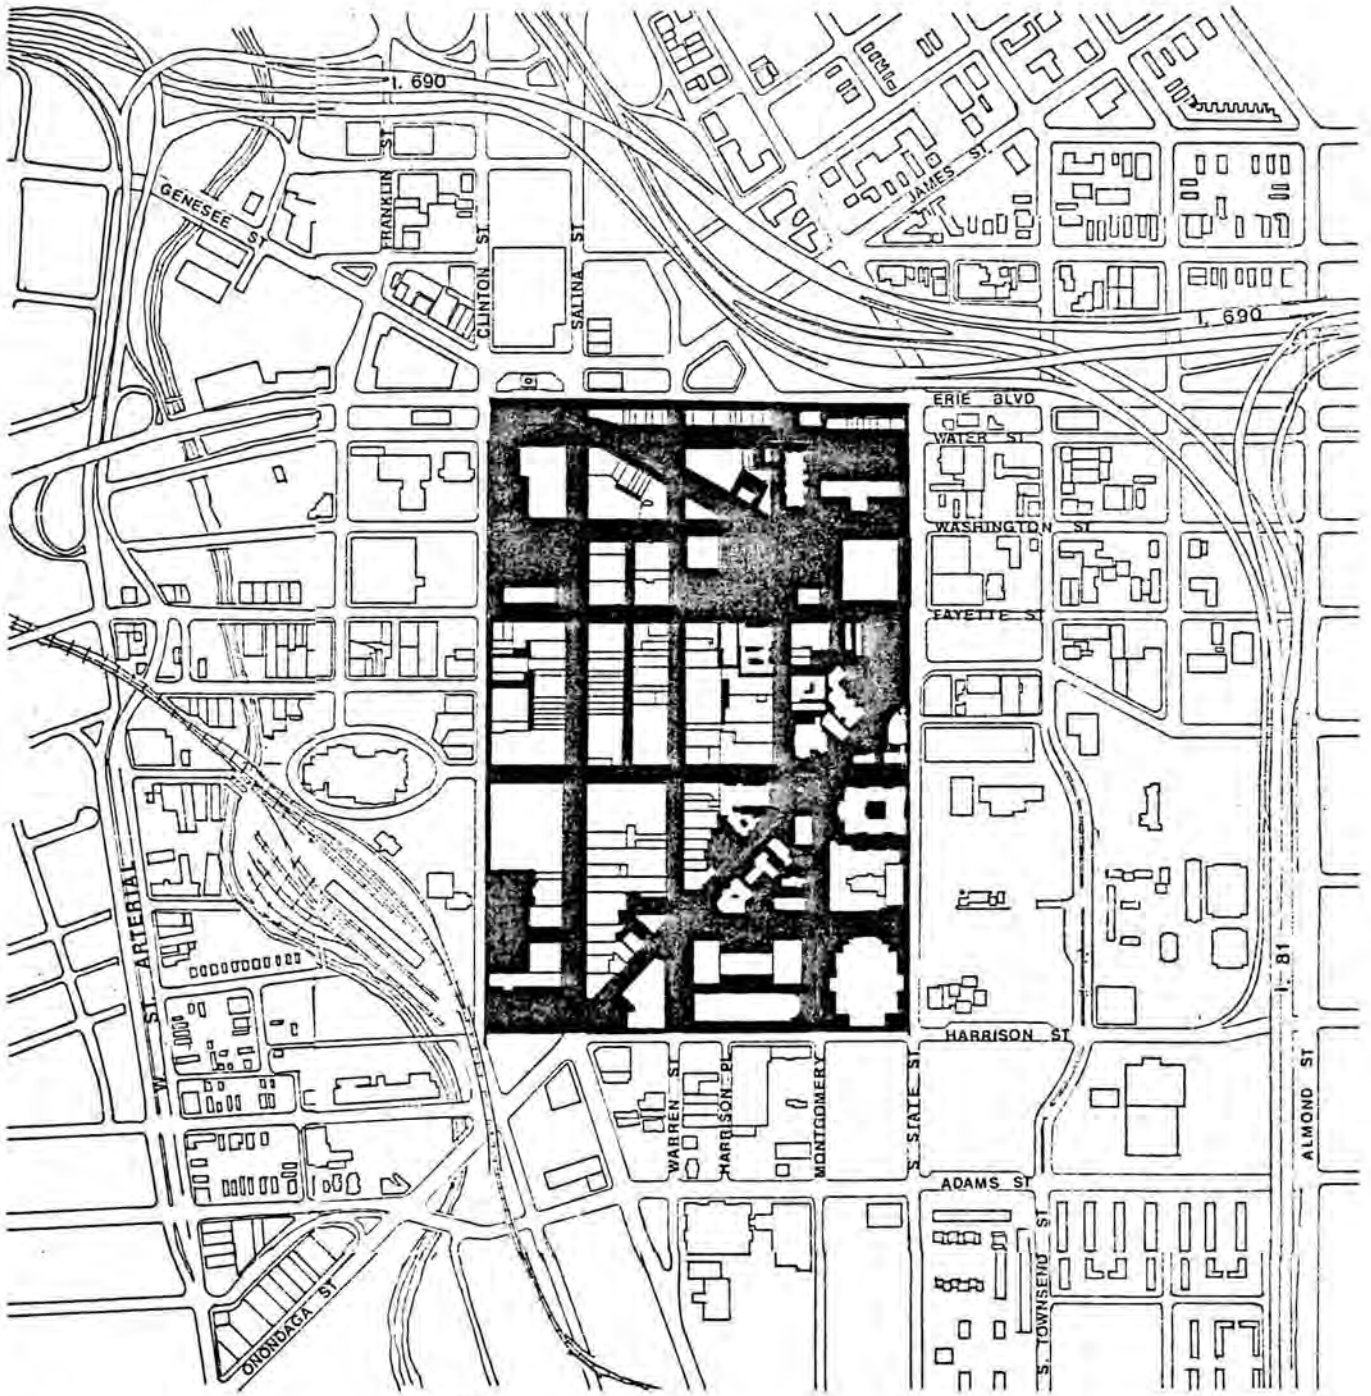 I. 690
ST
JAMES ST.
GENESEE ST
FRANKLIN
CLINTON ST.
SALINA ST
I. 690
ERIE BLVD
WATER ST
WASHINGTON ST
FAYETTE ST
W. ST. ARTERIAL
I. 81
HARRISON ST
WARREN ST
HARRISON PL
MONTGOMERY
S. STATE ST.
ALMOND ST
ADAMS ST
S. TOWNSEND ST
ONONDAGA ST